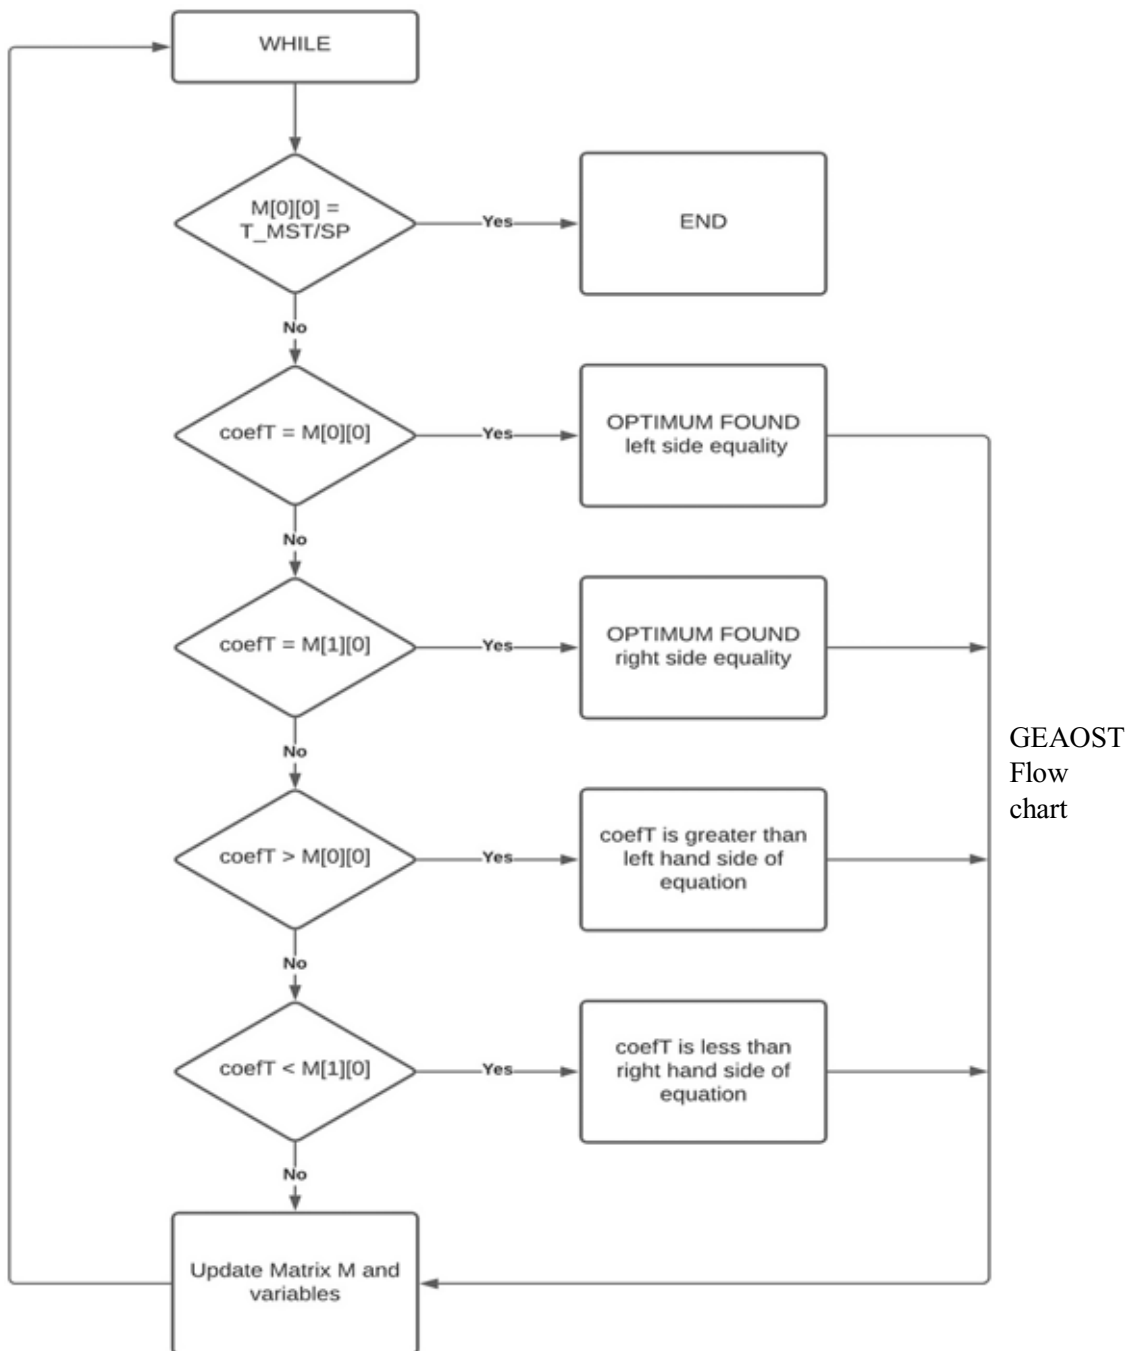 WHILE
M[0][0] =
T_MST/SP
Yes
END
No
coefT = M[0][0]
Yes
OPTIMUM FOUND
left side equality
No
coefT = M[1][0]
Yes
OPTIMUM FOUND
right side equality
No
GEAOST
Flow
chart
coefT > M[0][0]
Yes
coefT is greater than
left hand side of
equation
No
coefT < M[1][0]
Yes
coefT is less than
right hand side of
equation
No
Update Matrix M and
variables